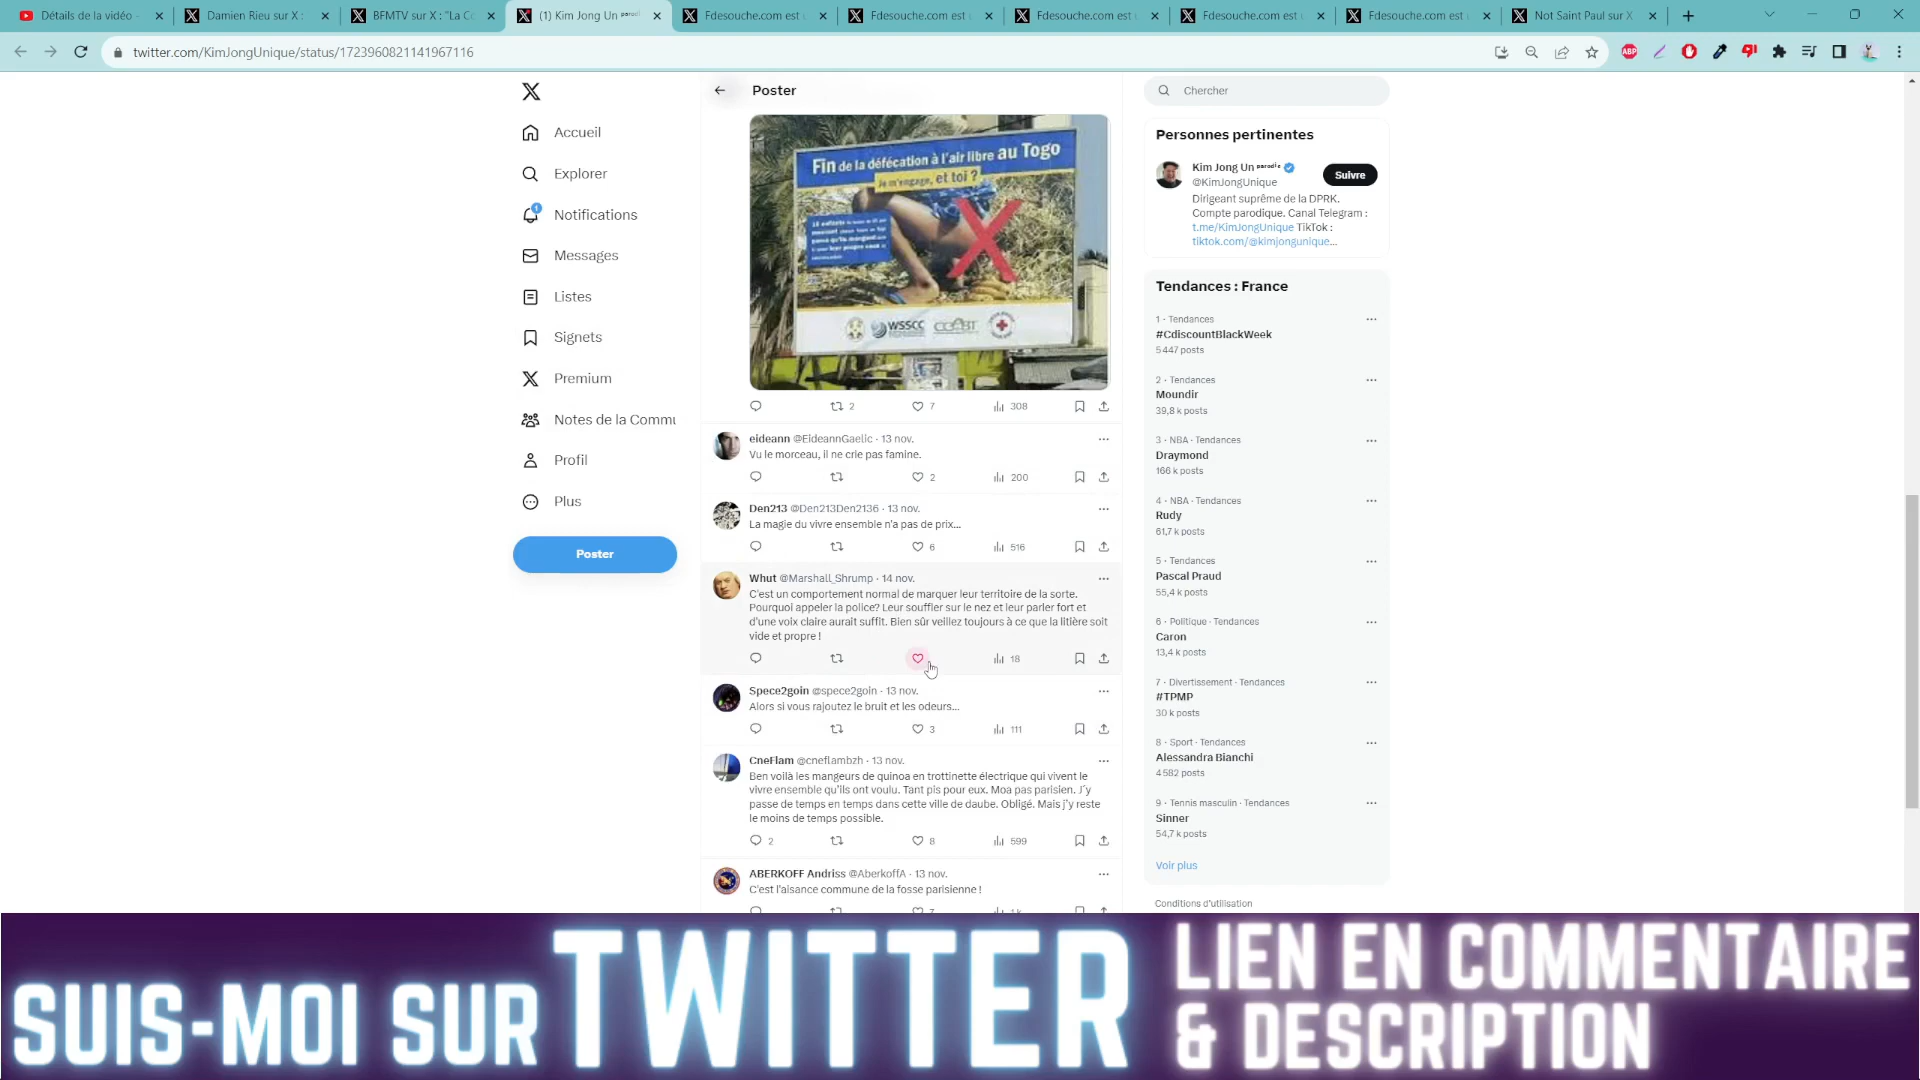 Détails de la vidéo -
Damien Rieu sur X :
BFMTV sur X : "La Co
(1) Kim Jong Un ᵖᵃʳᵒᵈⁱᵉ
Fdesouche.com est
Fdesouche.com est
Fdesouche.com est
Fdesouche.com est
Fdesouche.com est
Not Saint Paul sur X
twitter.com/KimJongUnique/status/1723960821141967116
ABP
Accueil
Explorer
1
Notifications
Messages
Listes
Signets
Premium
Notes de la Commu
Profil
Plus
Poster
Poster
Fin de la défécation à l'air libre au Togo
Je m'engage, et toi ?
WSSCC
2
7
308
eideann @EideannGaelic · 13 nov.
Vu le morceau, il ne crie pas famine.
2
200
Den213 @Den213Den2136 · 13 nov.
La magie du vivre ensemble n'a pas de prix...
6
516
Whut @Marshall_Shrump · 14 nov.
C'est un comportement normal de marquer leur territoire de la sorte.
Pourquoi appeler la police? Leur souffler sur le nez et leur parler fort et
d'une voix claire aurait suffit. Bien sûr veillez toujours à ce que la litière soit
vide et propre !
18
Spece2goin @spece2goin · 13 nov.
Alors si vous rajoutez le bruit et les odeurs...
3
111
CneFlam @cneflambzh · 13 nov.
Ben voilà les mangeurs de quinoa en trottinette électrique qui vivent le
vivre ensemble qu'ils ont voulu. Tant pis pour eux. Moa pas parisien. J´y
passe de temps en temps dans cette ville de daube. Obligé. Mais j'y reste
le moins de temps possible.
2
8
599
ABERKOFF Andriss @AberkoffA · 13 nov.
C'est l'aisance commune de la fosse parisienne !
Chercher
Personnes pertinentes
Kim Jong Un ᵖᵃʳᵒᵈⁱᵉ
@KimJongUnique
Suivre
Dirigeant suprême de la DPRK.
Compte parodique. Canal Telegram :
t.me/KimJongUnique TikTok :
tiktok.com/@kimjongunique...
Tendances : France
1 · Tendances
#CdiscountBlackWeek
5 447 posts
2 · Tendances
Moundir
39,8 k posts
3 · NBA · Tendances
Draymond
166 k posts
4 · NBA · Tendances
Rudy
61,7 k posts
5 · Tendances
Pascal Praud
55,4 k posts
6 · Politique · Tendances
Caron
13,4 k posts
7 · Divertissement · Tendances
#TPMP
30 k posts
8 · Sport · Tendances
Alessandra Bianchi
4 582 posts
9 · Tennis masculin · Tendances
Sinner
54,7 k posts
Voir plus
Conditions d'utilisation
SUIS-MOI SUR TWITTER
LIEN EN COMMENTAIRE
& DESCRIPTION